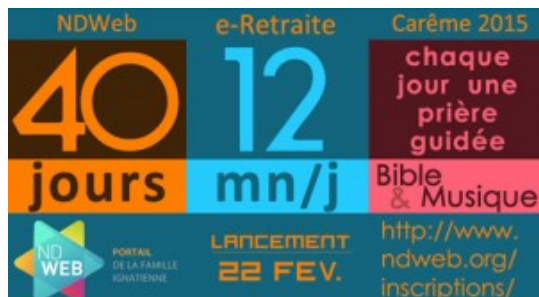 NDWeb
e-Retraite
Carême 2015
40
jours
12
mn/j
chaque
jour une
prière
guidée
Bible
& Musique
ND
WEB
PORTAIL
DE LA FAMILLE
IGNATIENNE
LANCEMENT
22 FEV.
http://www.
ndweb.org/
inscriptions/